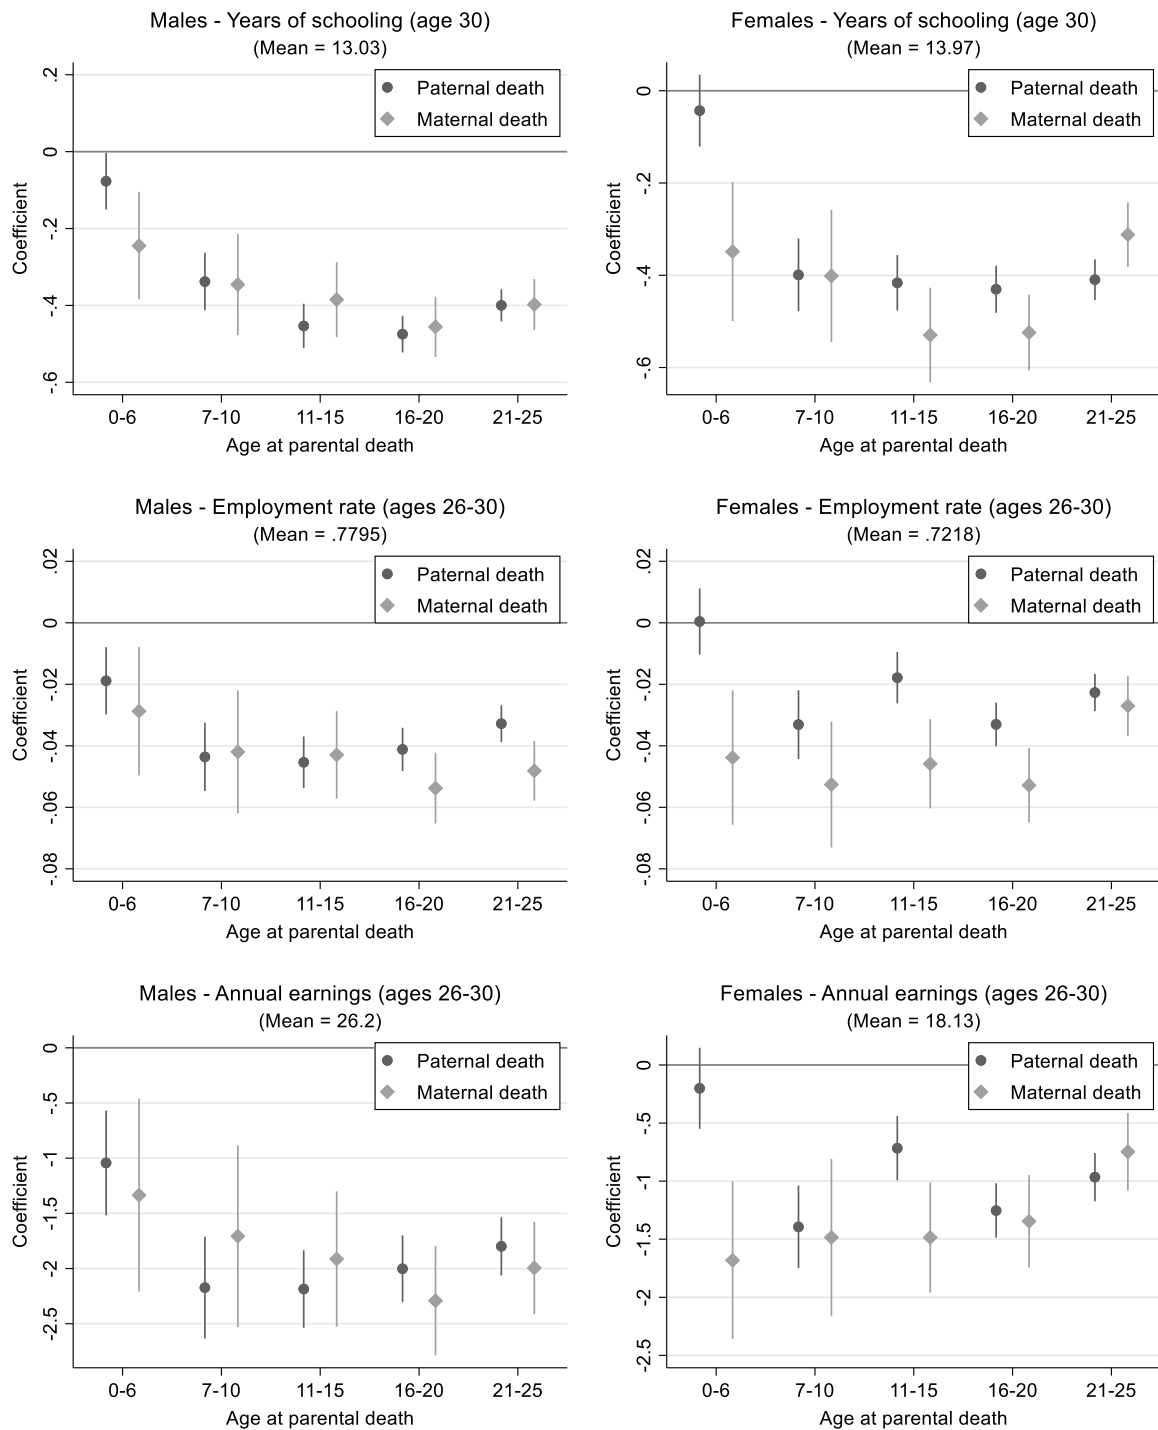 Males - Years of schooling (age 30)
(Mean = 13.03)
Paternal death
Maternal death
Coefficient
.2
0
-.2
-.4
-.6
0-6
7-10
11-15
16-20
21-25
Age at parental death
Females - Years of schooling (age 30)
(Mean = 13.97)
Paternal death
Maternal death
Coefficient
0
-.2
-.4
-.6
0-6
7-10
11-15
16-20
21-25
Age at parental death
Males - Employment rate (ages 26-30)
(Mean = .7795)
Paternal death
Maternal death
Coefficient
.02
0
-.02
-.04
-.06
-.08
0-6
7-10
11-15
16-20
21-25
Age at parental death
Females - Employment rate (ages 26-30)
(Mean = .7218)
Paternal death
Maternal death
Coefficient
.02
0
-.02
-.04
-.06
-.08
0-6
7-10
11-15
16-20
21-25
Age at parental death
Males - Annual earnings (ages 26-30)
(Mean = 26.2)
Paternal death
Maternal death
Coefficient
0
-.5
-1
-1.5
-2
-2.5
0-6
7-10
11-15
16-20
21-25
Age at parental death
Females - Annual earnings (ages 26-30)
(Mean = 18.13)
Paternal death
Maternal death
Coefficient
0
-.5
-1
-1.5
-2
-2.5
0-6
7-10
11-15
16-20
21-25
Age at parental death